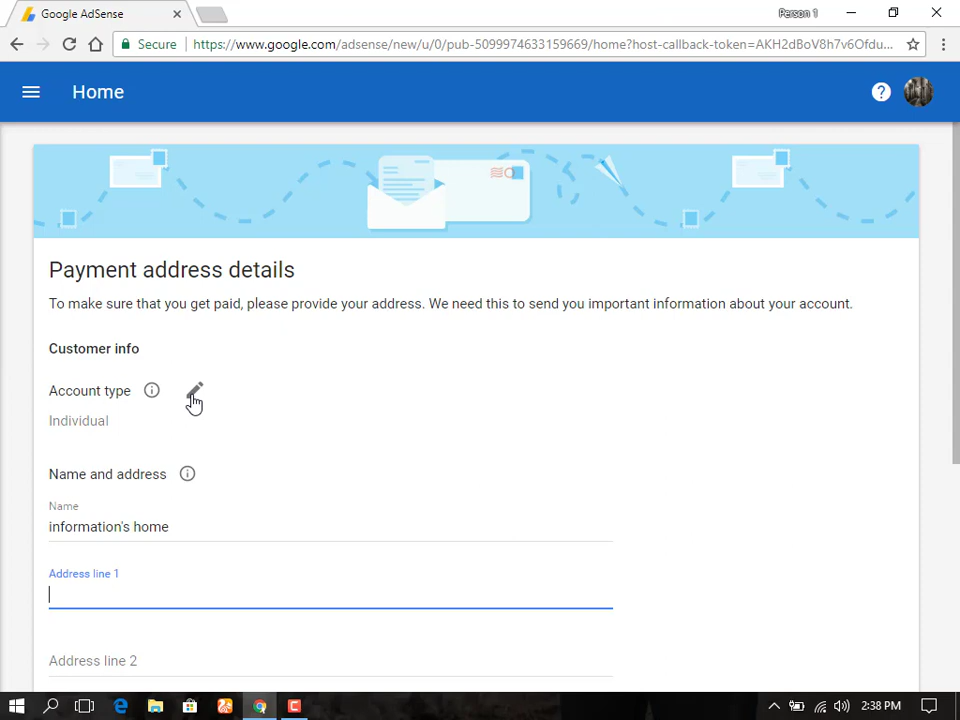 Google AdSense
Person 1
Secure
https://www.google.com/adsense/new/u/0/pub-5099974633159669/home?host-callback-token=AKH2dBoV8h7v6Ofdu...
Home
Payment address details
To make sure that you get paid, please provide your address. We need this to send you important information about your account.
Customer info
Account type
Individual
Name and address
Name
information's home
Address line 1
Address line 2
2:38 PM